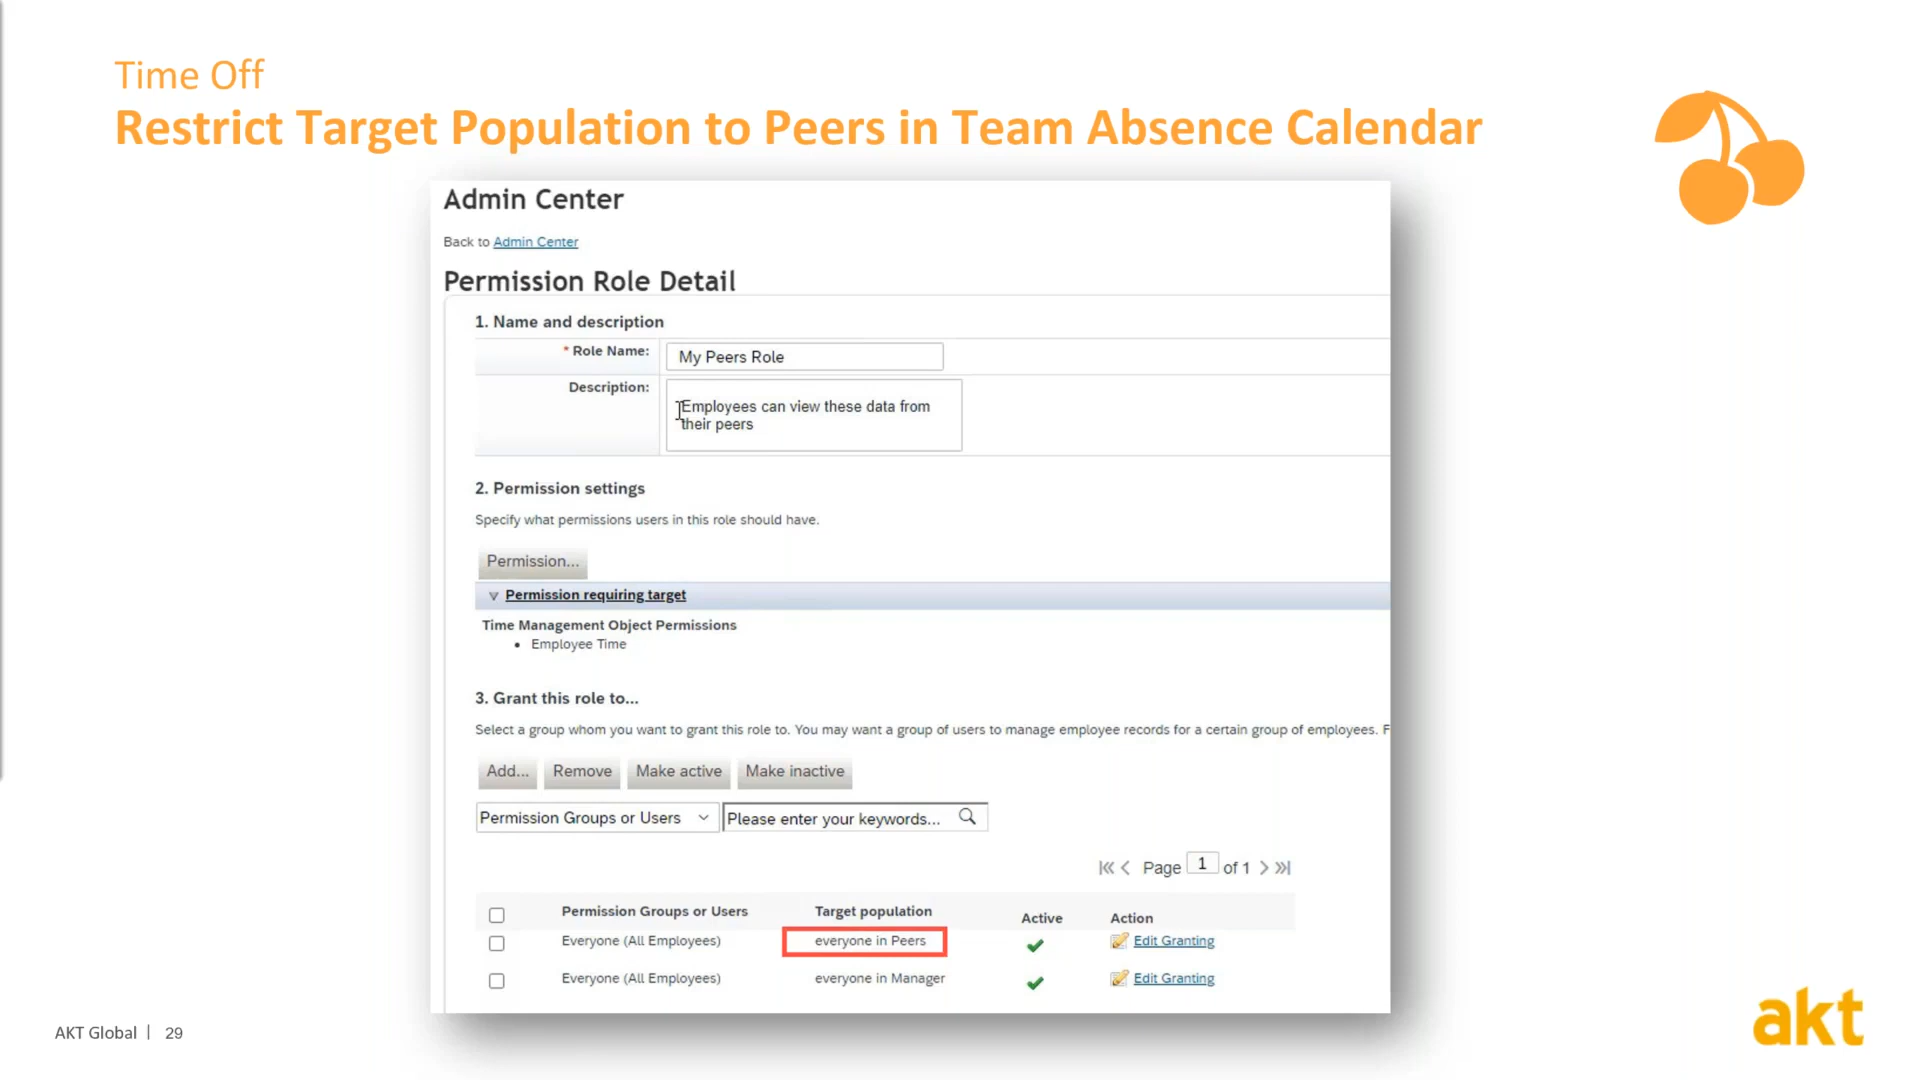 Time Off
Restrict Target Population to Peers in Team Absence Calendar
Admin Center
Back to Admin Center
Permission Role Detail
1. Name and description
* Role Name: My Peers Role
Description: Employees can view these data from
their peers
2. Permission settings
Specify what permissions users in this role should have.
Permission...
Permission requiring target
Time Management Object Permissions
• Employee Time
3. Grant this role to...
Select a group whom you want to grant this role to. You may want a group of users to manage employee records for a certain group of employees. F
Add... Remove Make active Make inactive
Permission Groups or Users Please enter your keywords...
Page 1 of 1
Permission Groups or Users Target population Active Action
Everyone (All Employees) everyone in Peers Edit Granting
Everyone (All Employees) everyone in Manager Edit Granting
AKT Global | 29
akt